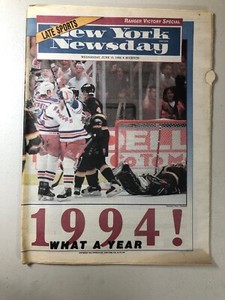 RANGER VICTORY SPECIAL
LATE SPORTS
New York
Newsday
1994!
WHAT A YEAR